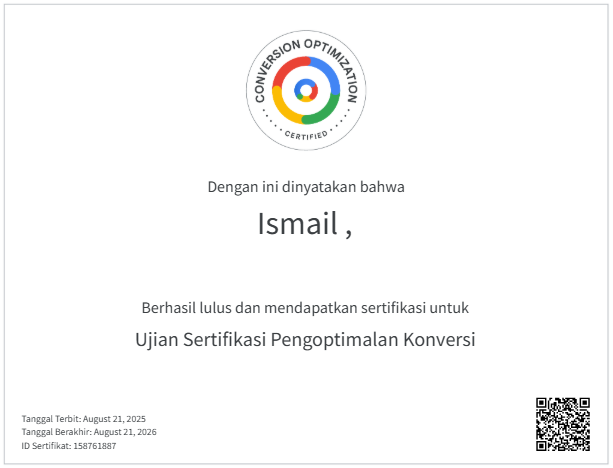 CONVERSION OPTIMIZATION
CERTIFIED
Dengan ini dinyatakan bahwa
Ismail ,
Berhasil lulus dan mendapatkan sertifikasi untuk
Ujian Sertifikasi Pengoptimalan Konversi
Tanggal Terbit: August 21, 2025
Tanggal Berakhir: August 21, 2026
ID Sertifikat: 158761887